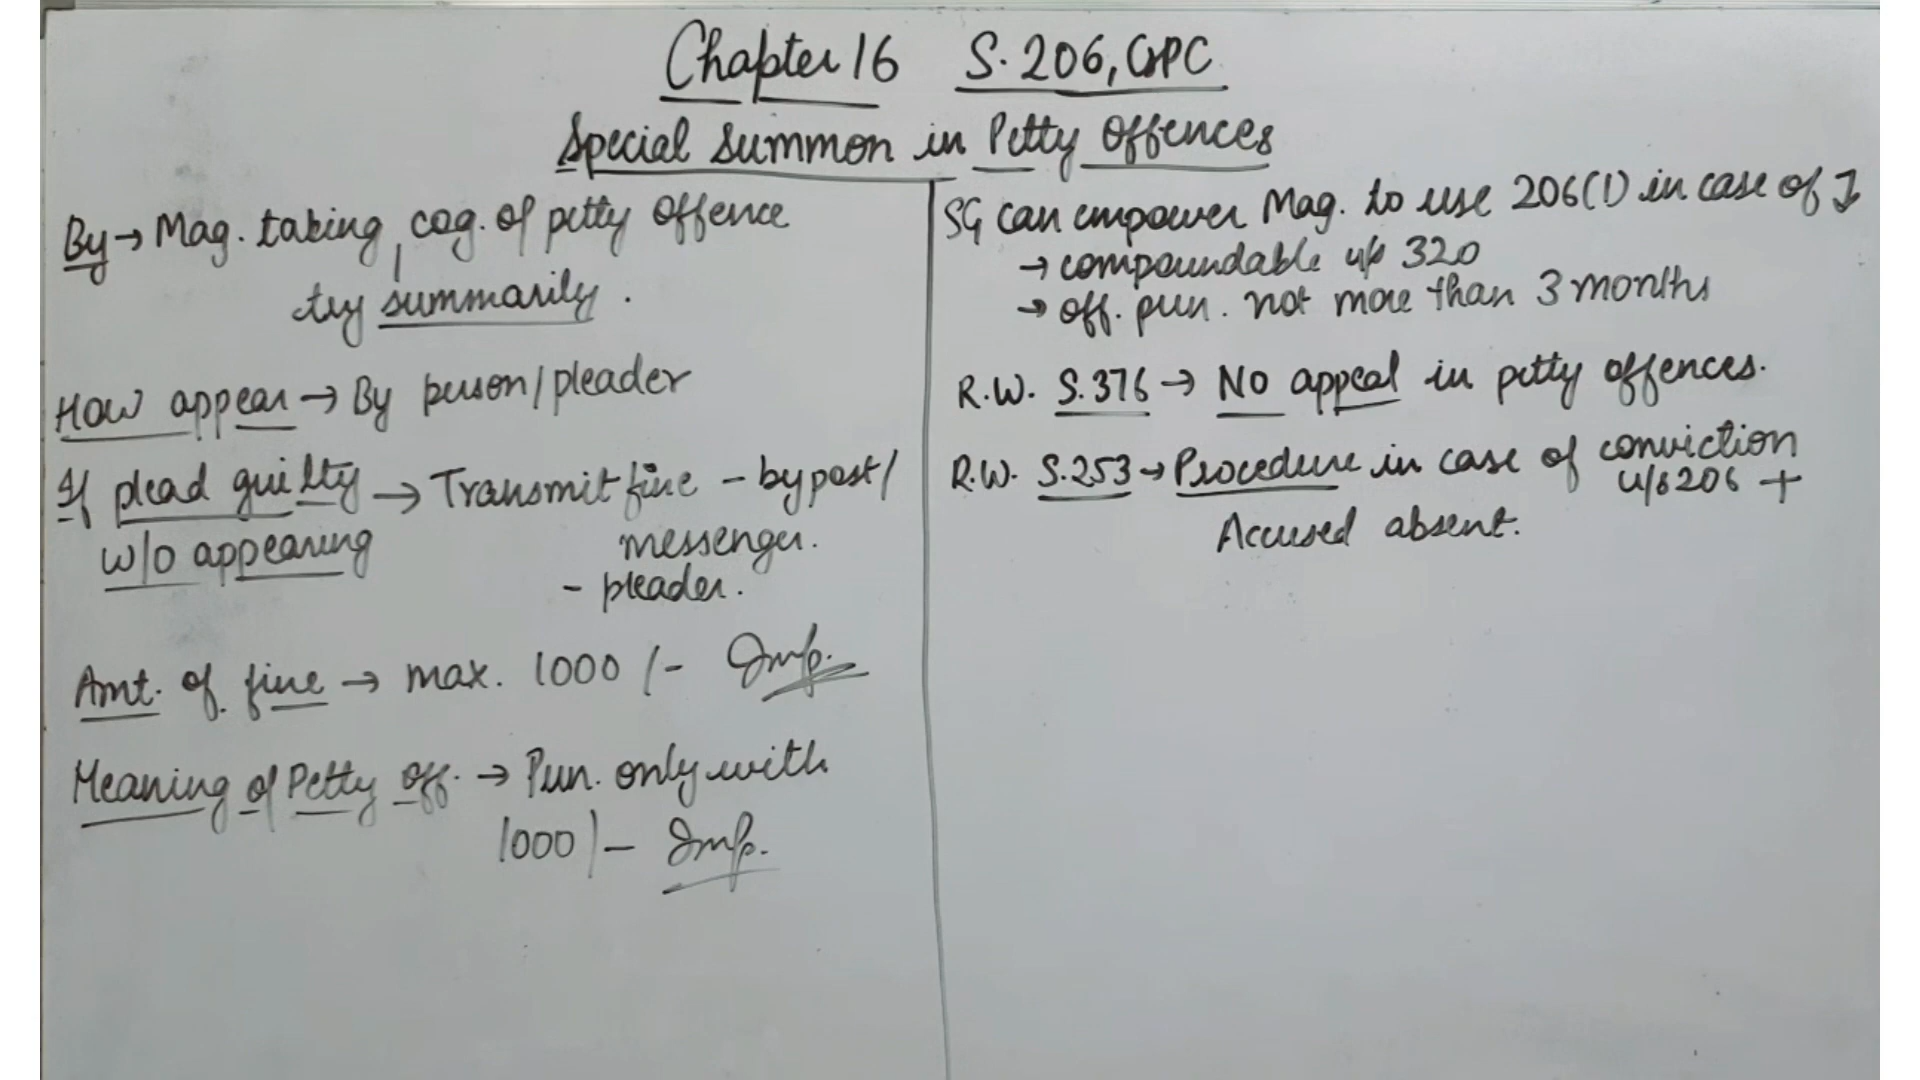 Chapter 16 S. 206, CrPC
Special Summon in Petty Offences
By → Mag. taking cog. of petty offence
try summarily.
How appear → By person/pleader
If plead guilty → Transmit fine - by post/
w/o appearing messenger.
- pleader.
Amt. of fine → max. 1000/- Imp.
Meaning of Petty off. → Pun. only with
1000/- Imp.
SG can empower Mag. to use 206(1) in case of ↓
→ compoundable u/s 320
→ off. pun. not more than 3 months
R.W. S.376 → NO appeal in petty offences.
R.W. S.253 → Procedure in case of conviction
u/s 206 +
Accused absent.